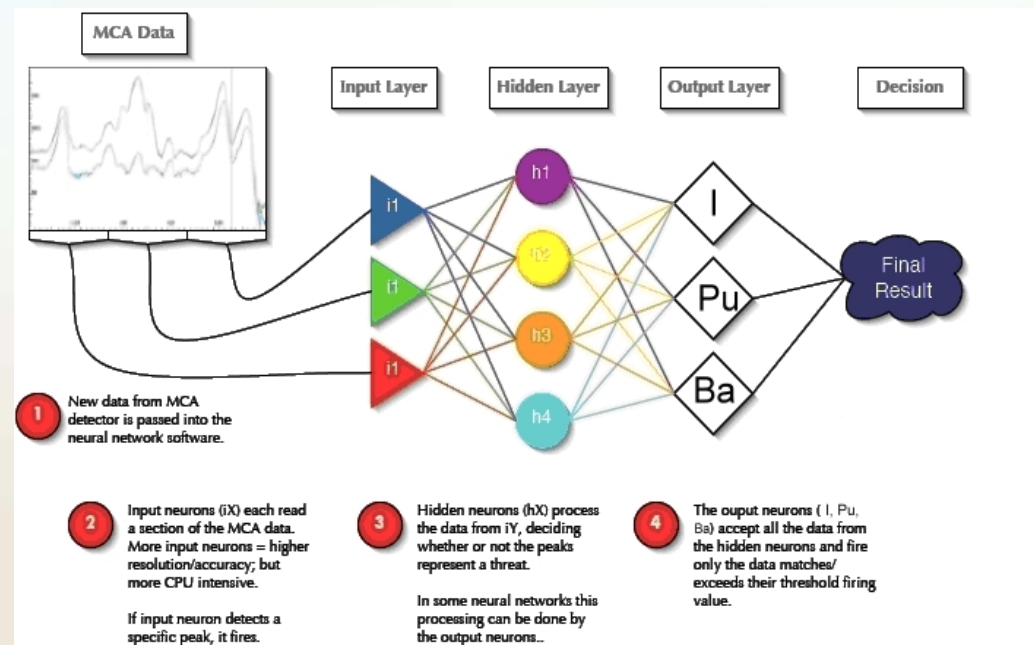 MCA Data
Input Layer
Hidden Layer
Output Layer
Decision
i1
i1
i1
h1
h2
h3
h4
I
Pu
Ba
Final
Result
1
New data from MCA
detector is passed into the
neural network software.
2
Input neurons (iX) each read
a section of the MCA data.
More input neurons = higher
resolution/accuracy; but
more CPU intensive.
If input neuron detects a
specific peak, it fires.
3
Hidden neurons (hX) process
the data from iY, deciding
whether or not the peaks
represent a threat.
In some neural networks this
processing can be done by
the output neurons..
4
The ouput neurons ( I, Pu,
Ba) accept all the data from
the hidden neurons and fire
only the data matches/
exceeds their threshold firing
value.